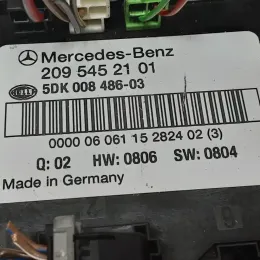 Mercedes-Benz
209 545 21 01
HELLA 5DK 008 486-03
0000 06 061 15 2824 02 (3)
Q: 02 HW: 0806 SW: 0804
Made in Germany